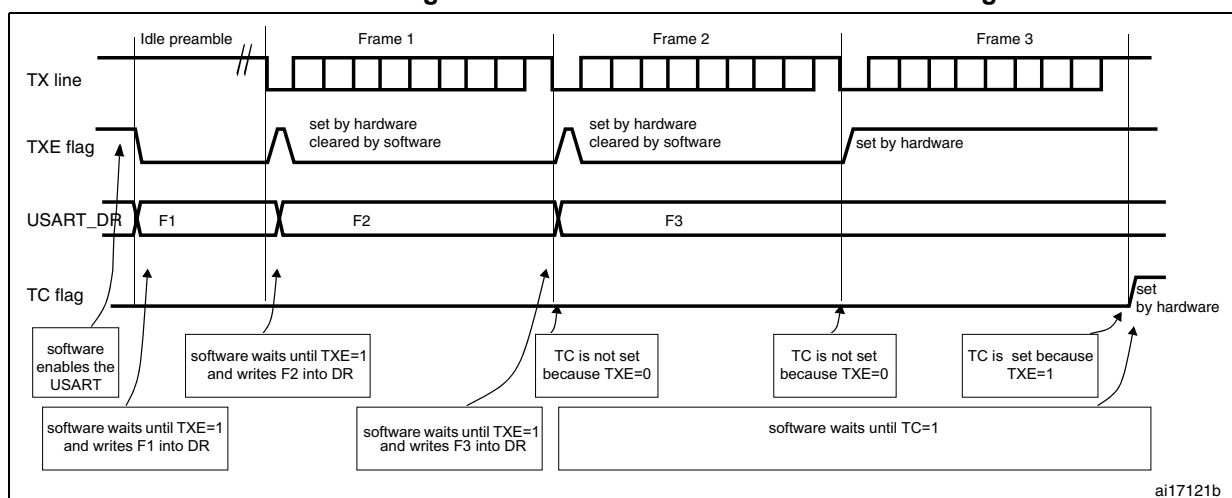 Idle preamble
Frame 1
Frame 2
Frame 3
TX line
TXE flag
set by hardware
cleared by software
set by hardware
cleared by software
set by hardware
USART_DR
F1
F2
F3
TC flag
set
by hardware
software
enables the
USART
software waits until TXE=1
and writes F2 into DR
TC is not set
because TXE=0
TC is not set
because TXE=0
TC is set because
TXE=1
software waits until TXE=1
and writes F1 into DR
software waits until TXE=1
and writes F3 into DR
software waits until TC=1
ai17121b